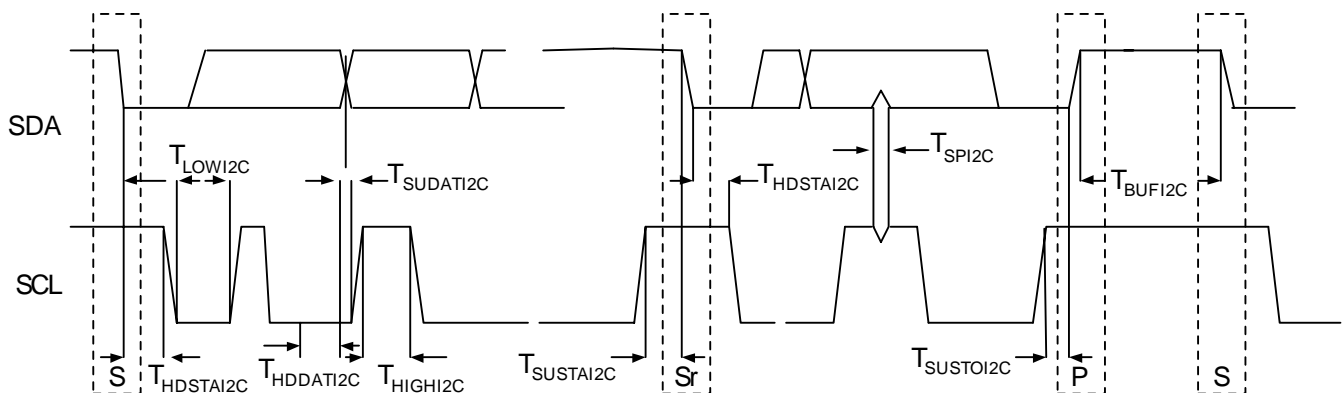 SDA
T_LOWI2C
T_SUDATI2C
T_SPI2C
T_HDSTAI2C
T_BUFI2C
SCL
S
T_HDSTAI2C
T_HDDATI2C
T_HIGHI2C
T_SUSTAI2C
Sr
T_SUSTOI2C
P
S